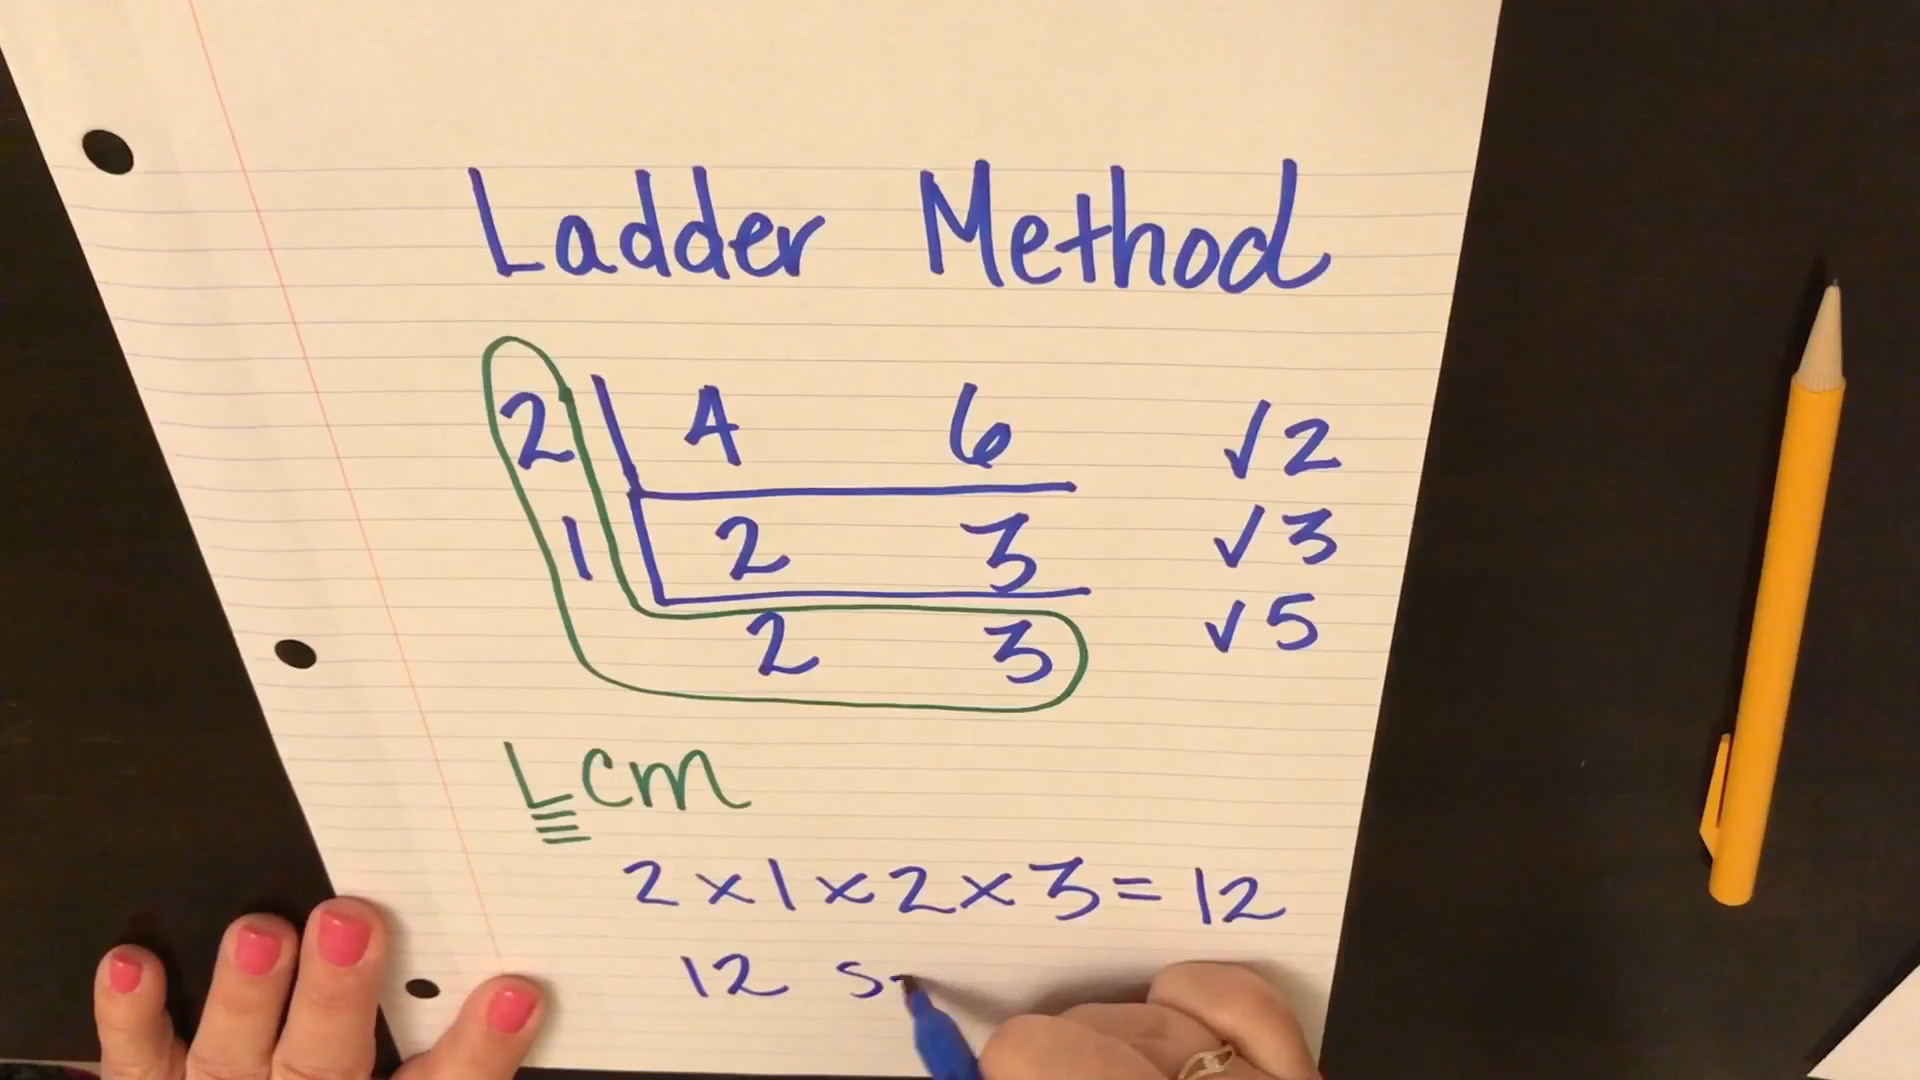 Ladder Method
2 4 6 √2
1 2 3 √3
2 3 √5
LCM
2 x 1 x 2 x 3 = 12
12 s